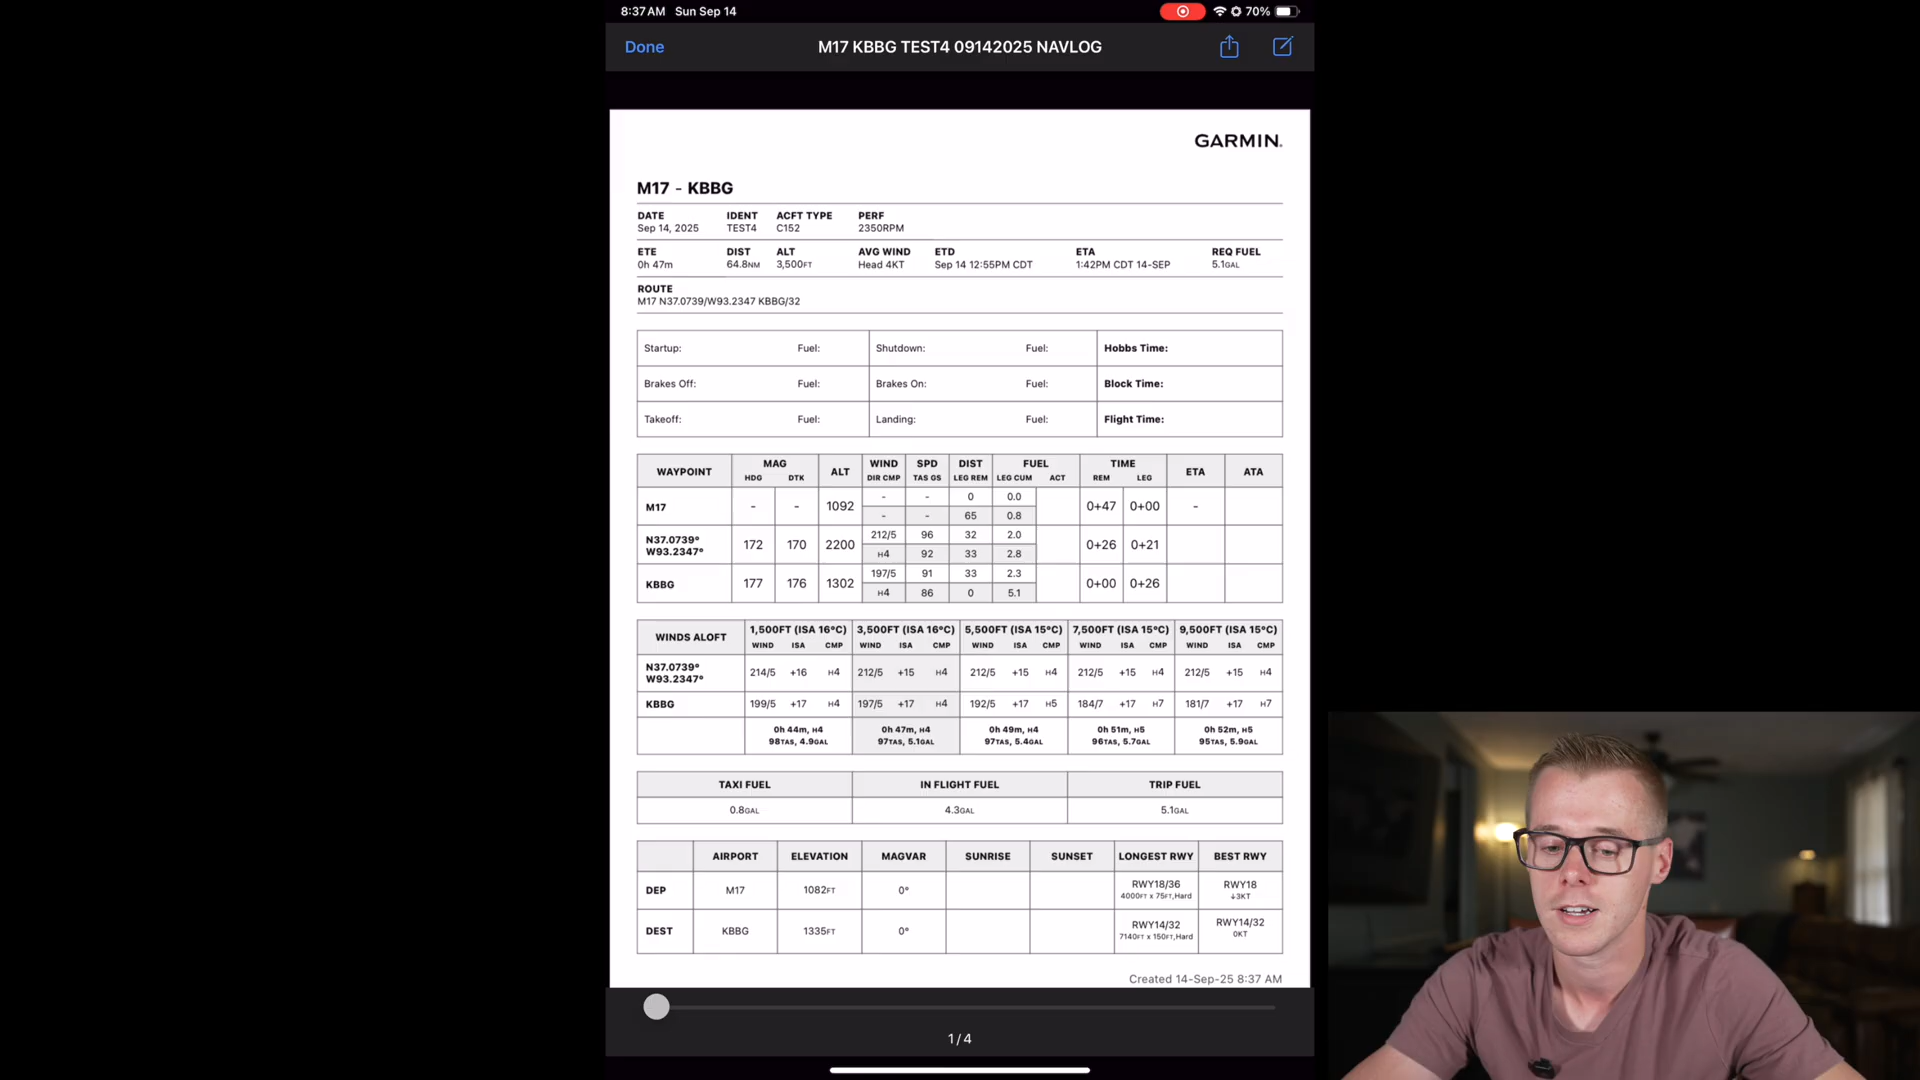 8:37 AM Sun Sep 14
70%
Done
M17 KBBG TEST4 09142025 NAVLOG
GARMIN.
M17 - KBBG
DATE IDENT ACFT TYPE PERF
Sep 14, 2025 TEST4 C152 2350RPM
ETE DIST ALT AVG WIND ETD ETA REQ FUEL
0h 47m 64.8NM 3,500FT Head 4KT Sep 14 12:55PM CDT 1:42PM CDT 14-SEP 5.1GAL
ROUTE
M17 N37.0739/W93.2347 KBBG/32
Startup: Fuel: Shutdown: Fuel: Hobbs Time:
Brakes Off: Fuel: Brakes On: Fuel: Block Time:
Takeoff: Fuel: Landing: Fuel: Flight Time:
WAYPOINT MAG ALT WIND SPD DIST FUEL TIME ETA ATA
HDG DTK DIR CMP TAS GS LEG REM LEG CUM ACT REM LEG
M17 - - 1092 - - 0 0.0 0+47 0+00 -
- - 65 0.8
N37.0739° 172 170 2200 212/5 96 32 2.0 0+26 0+21
W93.2347° H4 92 33 2.8
KBBG 177 176 1302 197/5 91 33 2.3 0+00 0+26
H4 86 0 5.1
WINDS ALOFT 1,500FT (ISA 16°C) 3,500FT (ISA 16°C) 5,500FT (ISA 15°C) 7,500FT (ISA 15°C) 9,500FT (ISA 15°C)
WIND ISA CMP WIND ISA CMP WIND ISA CMP WIND ISA CMP WIND ISA CMP
N37.0739° 214/5 +16 H4 212/5 +15 H4 212/5 +15 H4 212/5 +15 H4 212/5 +15 H4
W93.2347°
KBBG 199/5 +17 H4 197/5 +17 H4 192/5 +17 H5 184/7 +17 H7 181/7 +17 H7
0h 44m, H4 0h 47m, H4 0h 49m, H4 0h 51m, H5 0h 52m, H5
98TAS, 4.9GAL 97TAS, 5.1GAL 97TAS, 5.4GAL 96TAS, 5.7GAL 95TAS, 5.9GAL
TAXI FUEL IN FLIGHT FUEL TRIP FUEL
0.8GAL 4.3GAL 5.1GAL
AIRPORT ELEVATION MAGVAR SUNRISE SUNSET LONGEST RWY BEST RWY
DEP M17 1082FT 0° RWY18/36 RWY18
4000FT x 75FT,Hard ↓3KT
DEST KBBG 1335FT 0° RWY14/32 RWY14/32
7140FT x 150FT,Hard 0KT
Created 14-Sep-25 8:37 AM
1/4